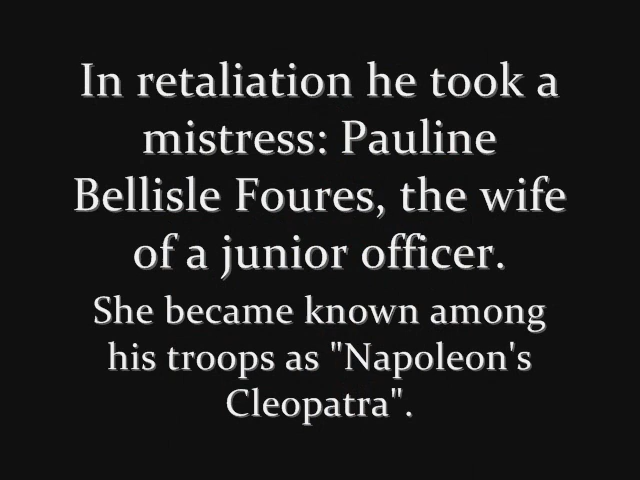 In retaliation he took a
mistress: Pauline
Bellisle Foures, the wife
of a junior officer.
She became known among
his troops as "Napoleon's
Cleopatra".